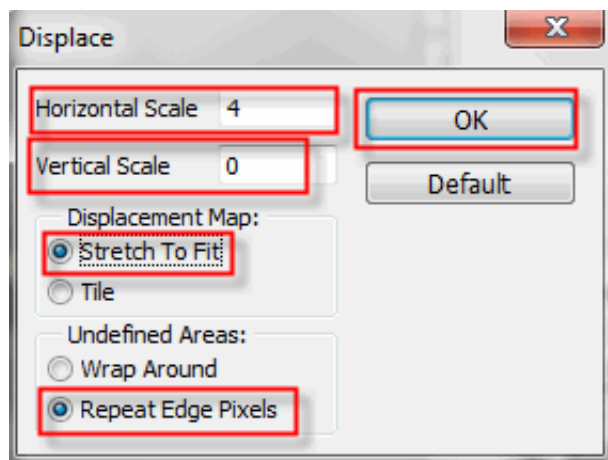 Displace
Horizontal Scale 4
OK
Vertical Scale 0
Default
Displacement Map:
Stretch To Fit
Tile
Undefined Areas:
Wrap Around
Repeat Edge Pixels